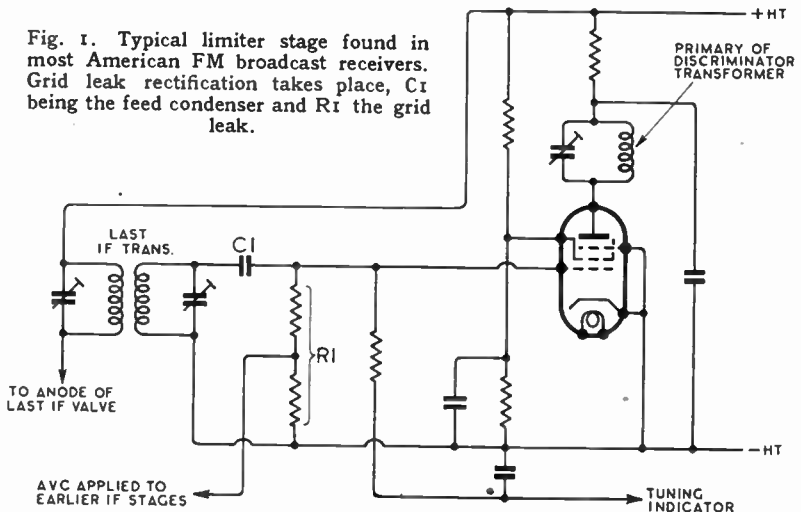 Fig. 1. Typical limiter stage found in
most American FM broadcast receivers.
Grid leak rectification takes place, C1
being the feed condenser and R1 the grid
leak.
+HT
PRIMARY OF
DISCRIMINATOR
TRANSFORMER
LAST
IF TRANS.
C1
R1
TO ANODE OF
LAST IF VALVE
-HT
AVC APPLIED TO
EARLIER IF STAGES
TUNING
INDICATOR